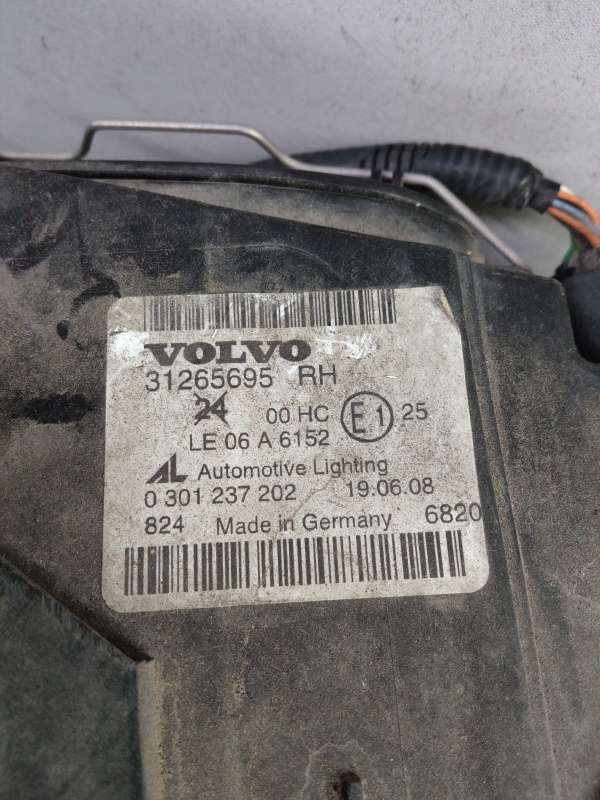 VOLVO
31265695 RH
24 00 HC E1 25
LE 06 A 6152
AL Automotive Lighting
0 301 237 202 19.06.08
824 Made in Germany 6820